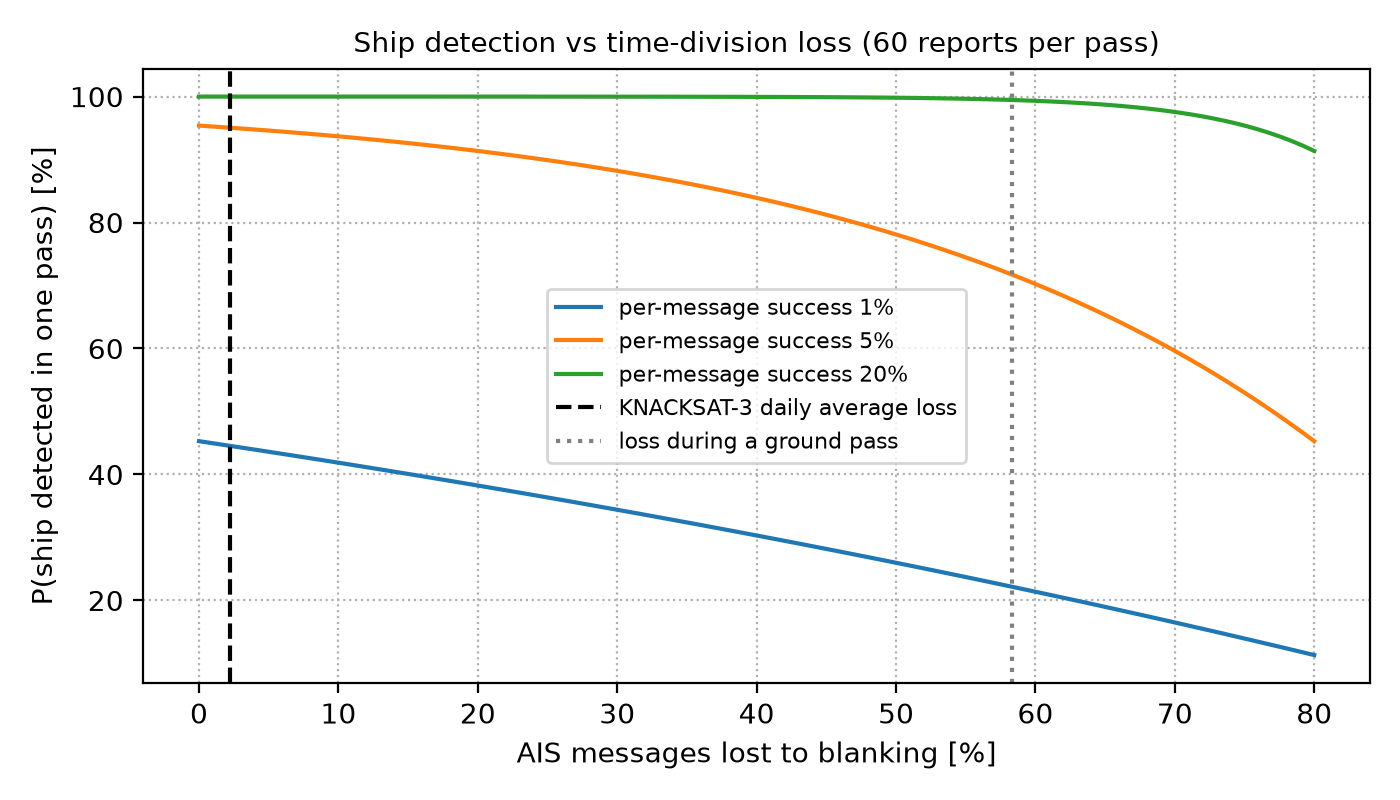 Ship detection vs time-division loss (60 reports per pass)
P(ship detected in one pass) [%]
100
80
60
40
20
per-message success 1%
per-message success 5%
per-message success 20%
KNACKSAT-3 daily average loss
loss during a ground pass
0 10 20 30 40 50 60 70 80
AIS messages lost to blanking [%]